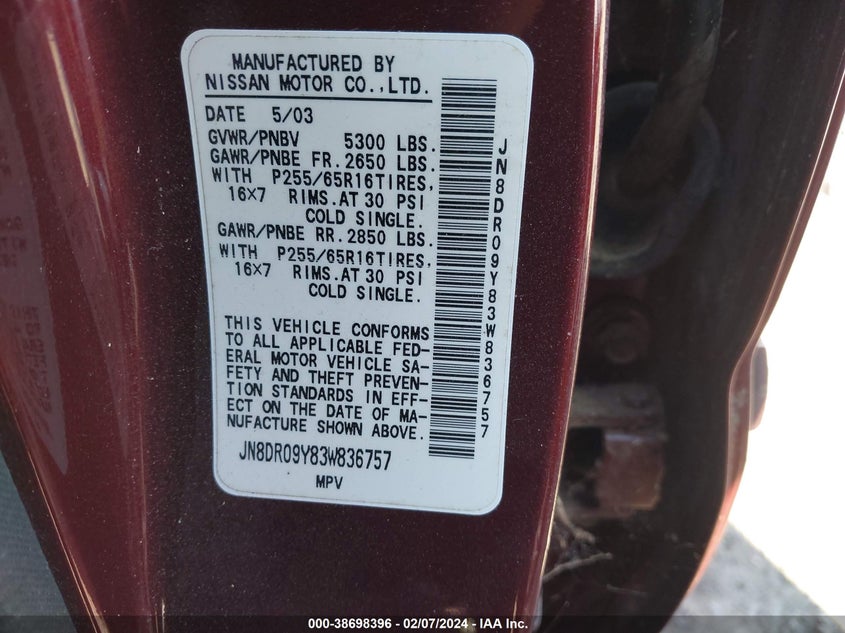 MANUFACTURED BY
NISSAN MOTOR CO.,LTD.
DATE 5/03
GVWR/PNBV 5300 LBS.
GAWR/PNBE FR.2650 LBS.
WITH P255/65R16TIRES,
16×7 RIMS.AT 30 PSI
COLD SINGLE.
GAWR/PNBE RR.2850 LBS.
WITH P255/65R16TIRES,
16×7 RIMS.AT 30 PSI
COLD SINGLE.
THIS VEHICLE CONFORMS
TO ALL APPLICABLE FED-
ERAL MOTOR VEHICLE SA-
FETY AND THEFT PREVEN-
TION STANDARDS IN EFF-
ECT ON THE DATE OF MA-
NUFACTURE SHOWN ABOVE.
JN8DR09Y83W836757
MPV
JN8DR09Y83W836757
000-38698396 - 02/07/2024 - IAA Inc.